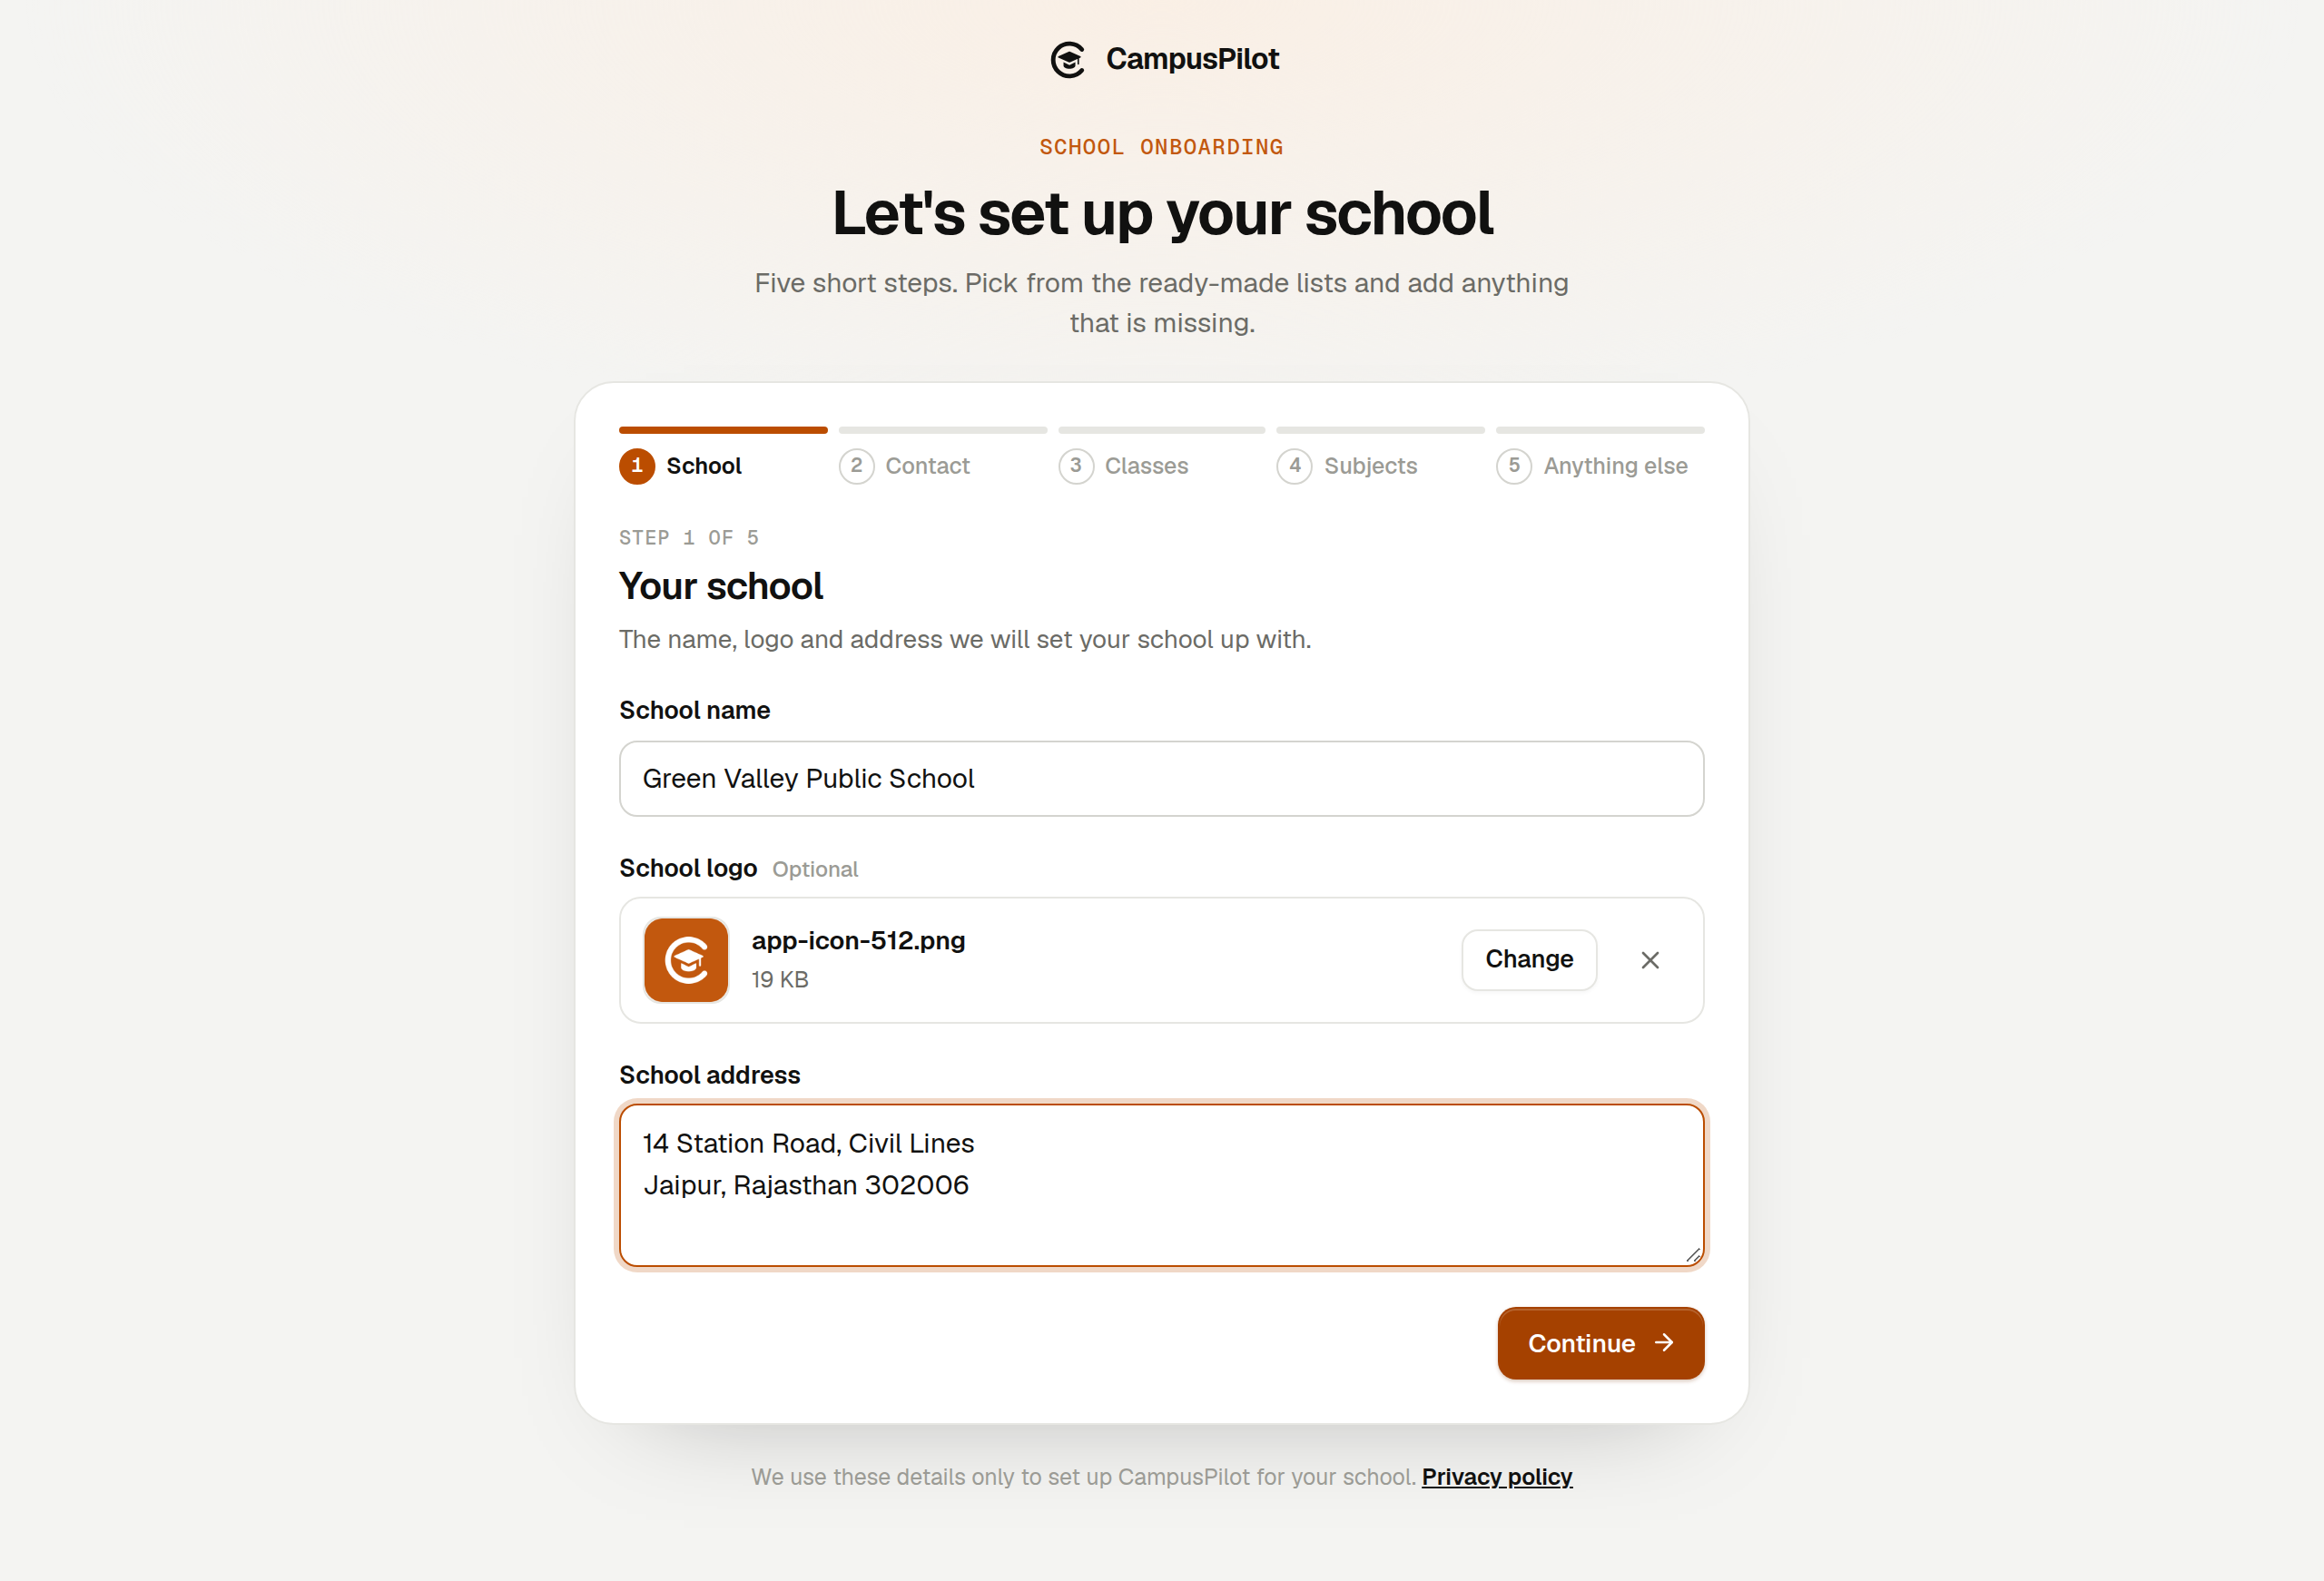 CampusPilot
SCHOOL ONBOARDING
Let's set up your school
Five short steps. Pick from the ready-made lists and add anything
that is missing.
1 School
2 Contact
3 Classes
4 Subjects
5 Anything else
STEP 1 OF 5
Your school
The name, logo and address we will set your school up with.
School name
Green Valley Public School
School logo Optional
app-icon-512.png
19 KB
Change
School address
14 Station Road, Civil Lines
Jaipur, Rajasthan 302006
Continue
We use these details only to set up CampusPilot for your school. Privacy policy